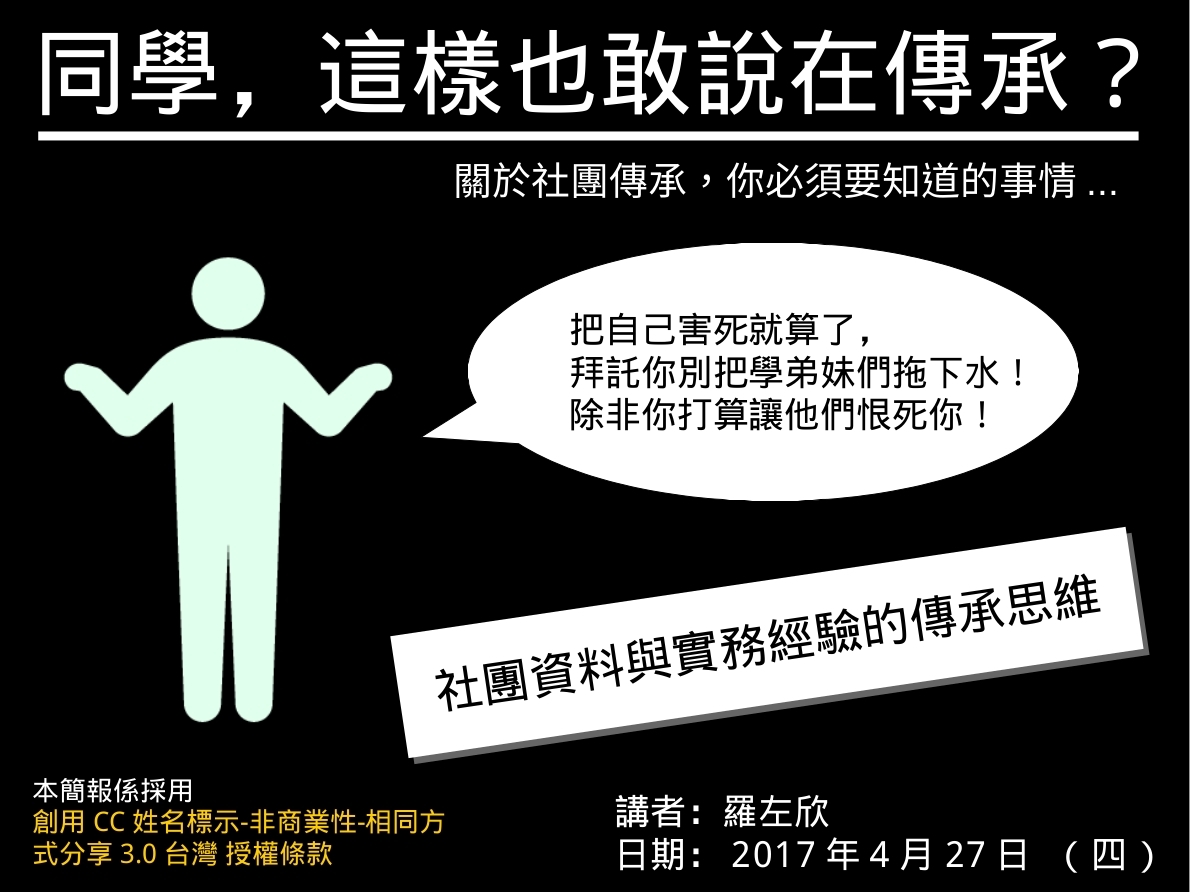 同學，這樣也敢說在傳承？
關於社團傳承，你必須要知道的事情 ...
把自己害死就算了，
拜託你別把學弟妹們拖下水！
除非你打算讓他們恨死你！
社團資料與實務經驗的傳承思維
本簡報係採用
創用 CC 姓名標示-非商業性-相同方
式分享 3.0 台灣 授權條款
講者：羅左欣
日期： 2017 年 4 月 27 日 （四）